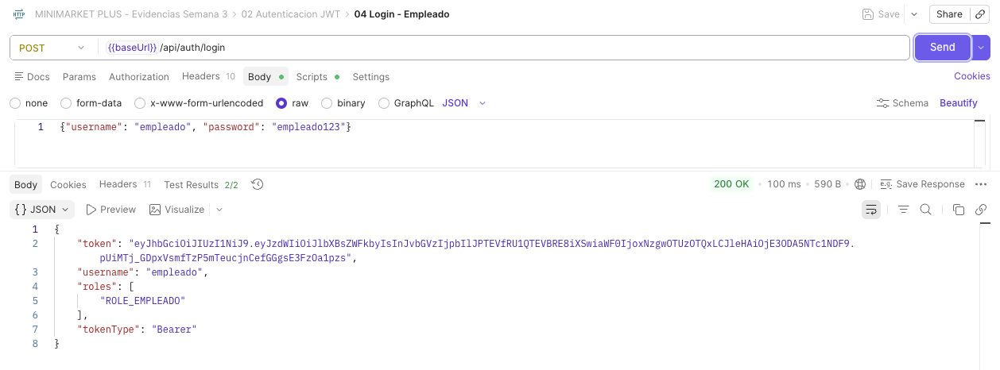 HTTP MINIMARKET PLUS - Evidencias Semana 3 > 02 Autenticacion JWT > 04 Login - Empleado Save Share
POST {{baseUrl}}/api/auth/login Send
Docs Params Authorization Headers 10 Body Scripts Settings Cookies
none form-data x-www-form-urlencoded raw binary GraphQL JSON Schema Beautify
1 {"username": "empleado", "password": "empleado123"}
Body Cookies Headers 11 Test Results 2/2 200 OK 100 ms 590 B e.g. Save Response
{} JSON Preview Visualize
1 {
2 "token": "eyJhbGciOiJIUzI1NiJ9.eyJzdWIiOiJlbXBsZWFkbyIsInJvbGVzIjpbIlJPTEVfRU1QTEVBRE8iXSwiaWF0IjoxNzgwOTUzOTQxLCJleHAiOjE3ODA5NTc1NDF9.
pUiMTj_GDpxVsmfTzP5mTeucjnCefGGgsE3FzOa1pzs",
3 "username": "empleado",
4 "roles": [
5 "ROLE_EMPLEADO"
6 ],
7 "tokenType": "Bearer"
8 }